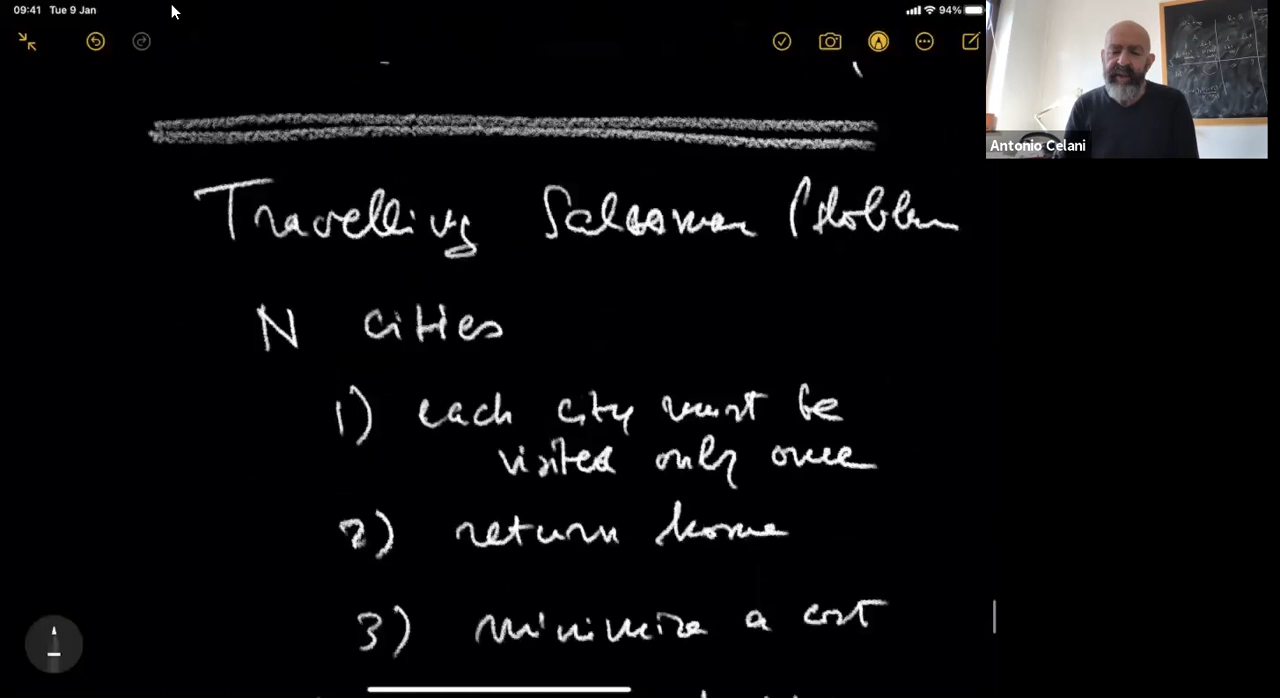 09:41 Tue 9 Jan
94%
Antonio Celani
Travelling Salesman Problem
N cities
1) each city must be
visited only once
2) return home
3) minimize a cost